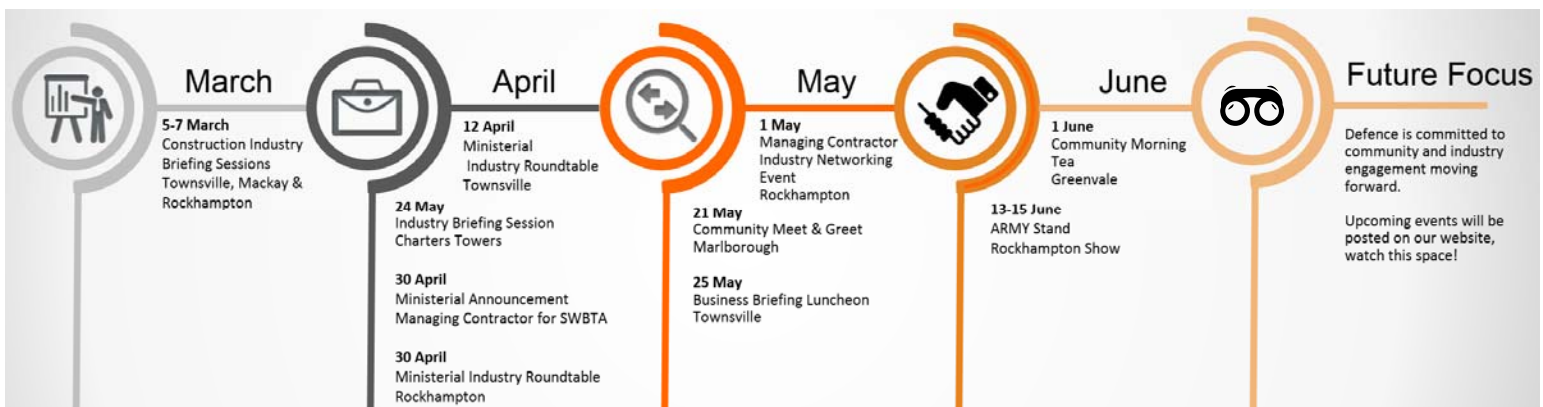 March
5-7 March
Construction Industry
Briefing Sessions
Townsville, Mackay &
Rockhampton
April
12 April
Ministerial
Industry Roundtable
Townsville
24 May
Industry Briefing Session
Charters Towers
30 April
Ministerial Announcement
Managing Contractor for SWBTA
30 April
Ministerial Industry Roundtable
Rockhampton
May
1 May
Managing Contractor
Industry Networking
Event
Rockhampton
21 May
Community Meet & Greet
Marlborough
25 May
Business Briefing Luncheon
Townsville
June
1 June
Community Morning
Tea
Greenvale
13-15 June
ARMY Stand
Rockhampton Show
Future Focus
Defence is committed to
community and industry
engagement moving
forward.
Upcoming events will be
posted on our website,
watch this space!